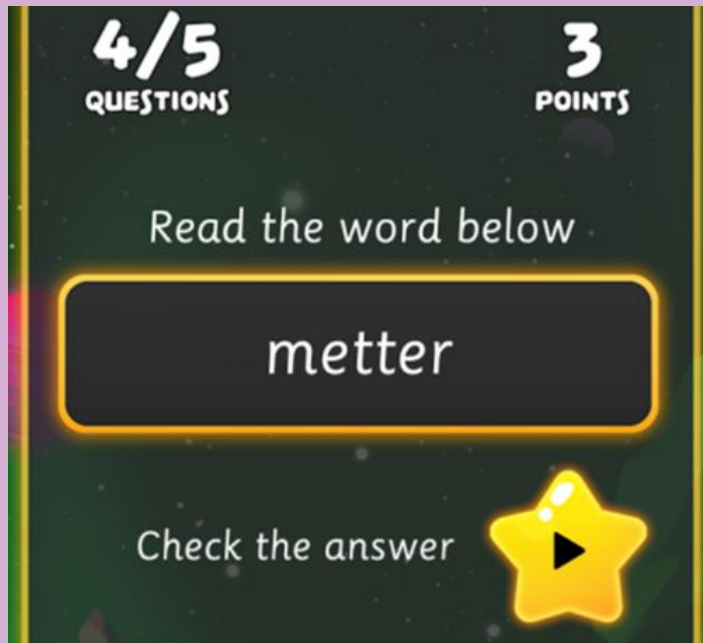 4/5
QUESTIONS
3
POINTS
Read the word below
metter
Check the answer